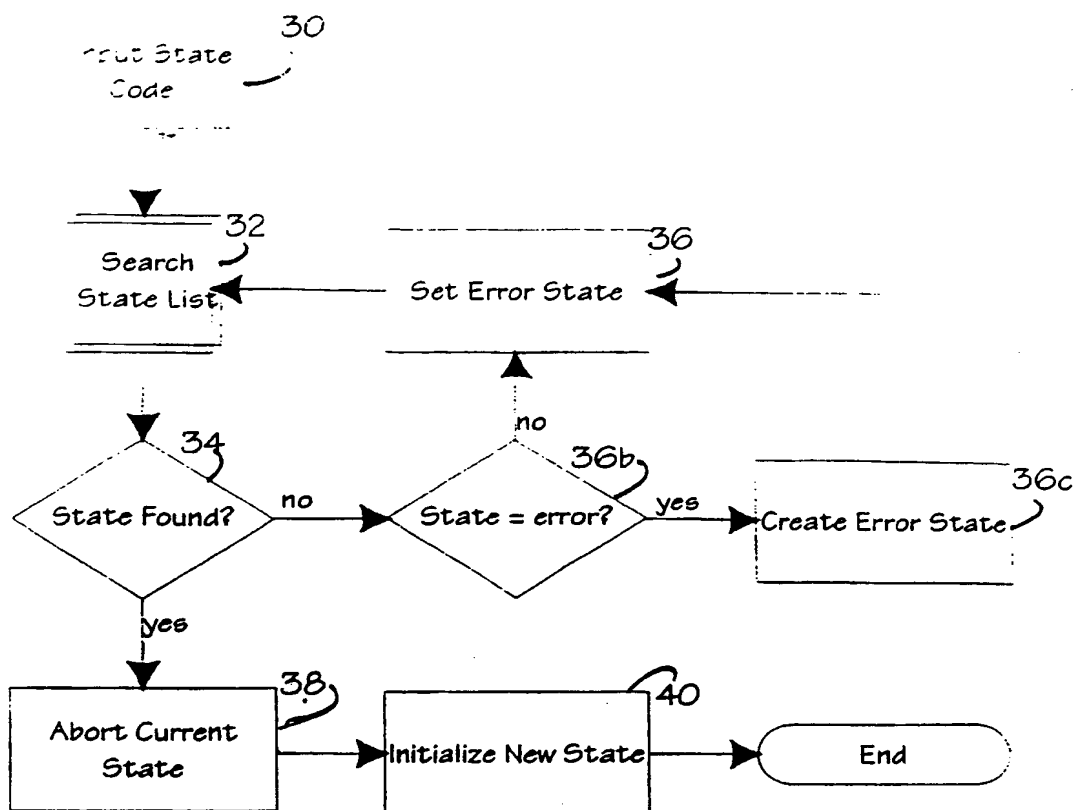 30
State
Code
32
Search
State List
36
Set Error State
no
34
State Found?
no
36b
State = error?
yes
36c
Create Error State
yes
38
Abort Current
State
40
Initialize New State
End